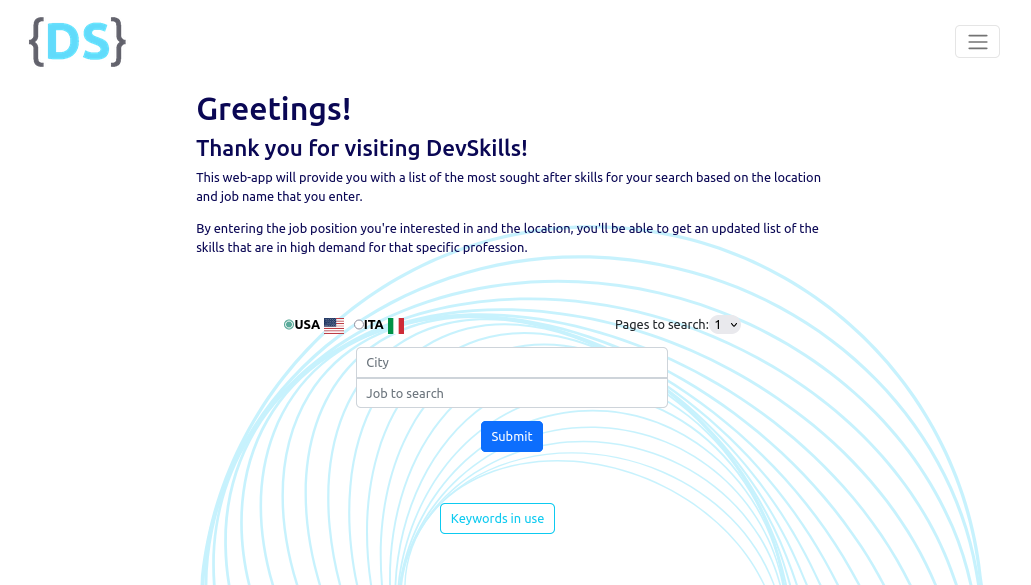 {DS}
Greetings!
Thank you for visiting DevSkills!
This web-app will provide you with a list of the most sought after skills for your search based on the location
and job name that you enter.
By entering the job position you're interested in and the location, you'll be able to get an updated list of the
skills that are in high demand for that specific profession.
USA ITA Pages to search: 1
City
Job to search
Submit
Keywords in use